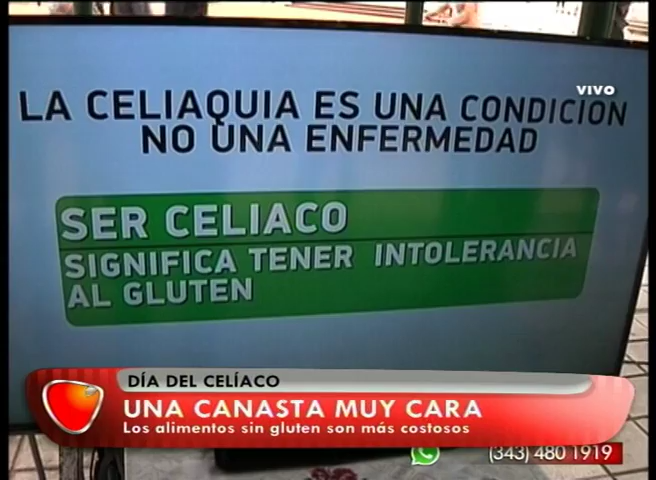 VIVO
LA CELIAQUIA ES UNA CONDICION
NO UNA ENFERMEDAD
SER CELIACO
SIGNIFICA TENER INTOLERANCIA
AL GLUTEN
DÍA DEL CELÍACO
UNA CANASTA MUY CARA
Los alimentos sin gluten son más costosos
(343) 480 1919